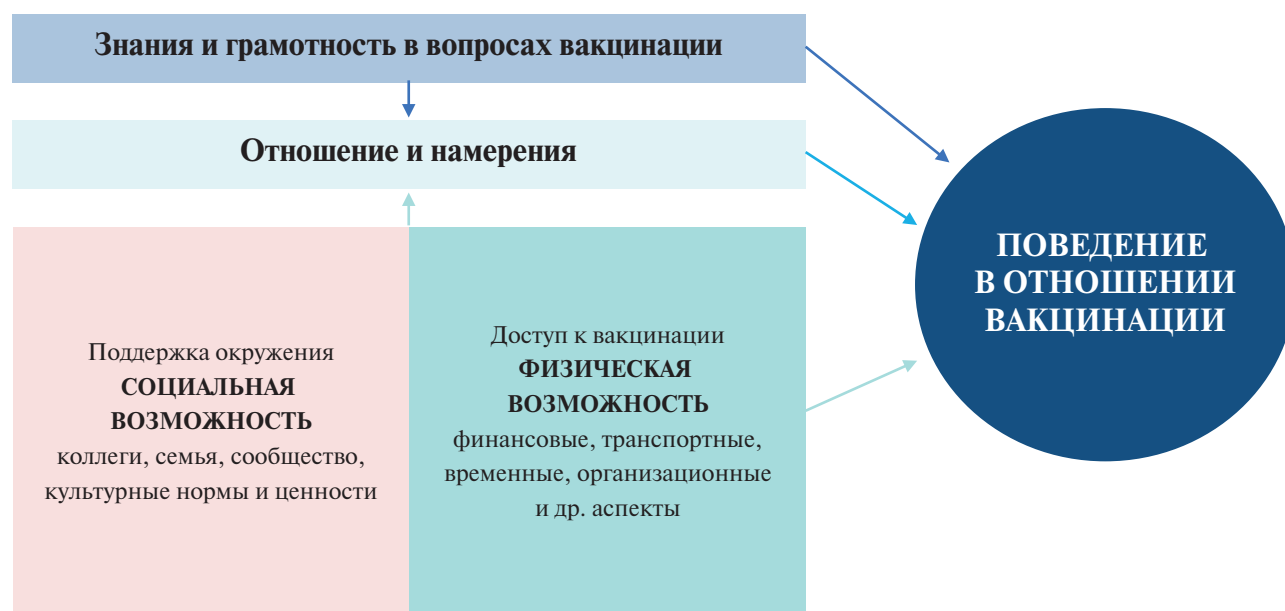 Знания и грамотность в вопросах вакцинации
Отношение и намерения
Поддержка окружения
СОЦИАЛЬНАЯ
ВОЗМОЖНОСТЬ
коллеги, семья, сообщество,
культурные нормы и ценности
Доступ к вакцинации
ФИЗИЧЕСКАЯ
ВОЗМОЖНОСТЬ
финансовые, транспортные,
временные, организационные
и др. аспекты
ПОВЕДЕНИЕ
В ОТНОШЕНИИ
ВАКЦИНАЦИИ